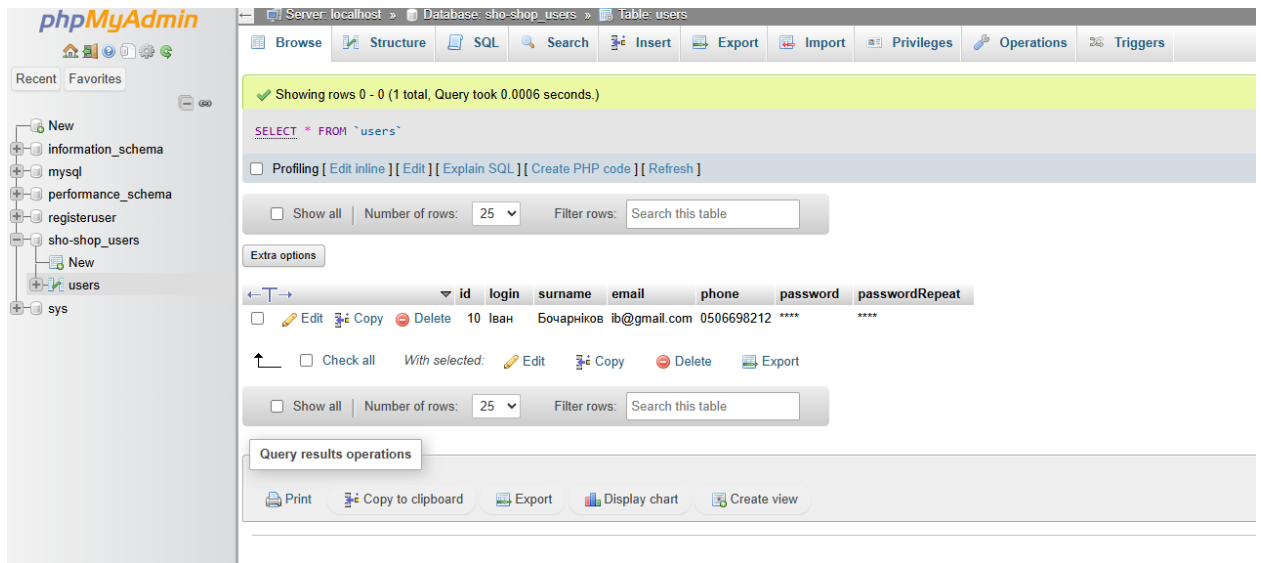 phpMyAdmin
Recent Favorites
New
information_schema
mysql
performance_schema
registeruser
sho-shop_users
New
users
sys
Server: localhost » Database: sho-shop_users » Table: users
Browse Structure SQL Search Insert Export Import Privileges Operations Triggers
Showing rows 0 - 0 (1 total, Query took 0.0006 seconds.)
SELECT * FROM `users`
Profiling [ Edit inline ] [ Edit ] [ Explain SQL ] [ Create PHP code ] [ Refresh ]
Show all Number of rows: 25 Filter rows: Search this table
Extra options
id login surname email phone password passwordRepeat
Edit Copy Delete 10 Іван Бочарніков ib@gmail.com 0506698212 **** ****
Check all With selected: Edit Copy Delete Export
Show all Number of rows: 25 Filter rows: Search this table
Query results operations
Print Copy to clipboard Export Display chart Create view